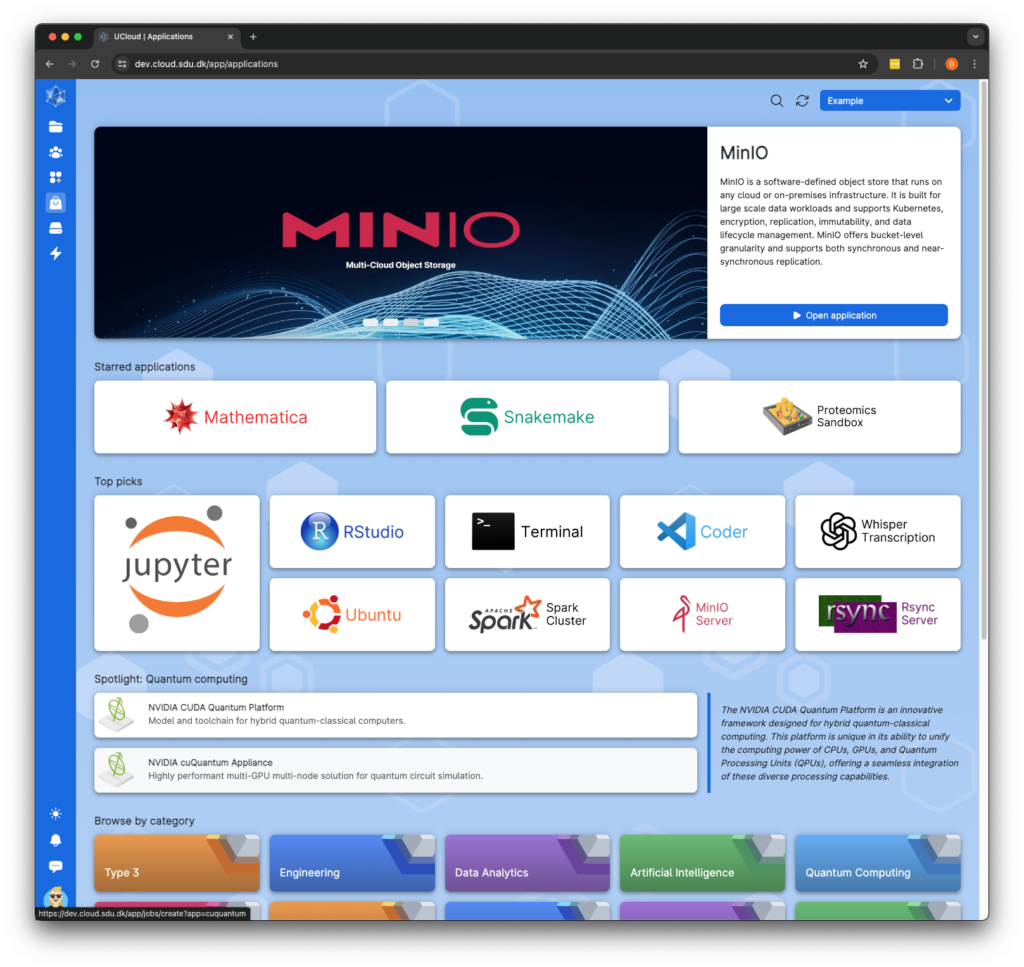 UCloud | Applications
dev.cloud.sdu.dk/app/applications
O
Example
MINIO
Multi-Cloud Object Storage
MinIO
MinIO is a software-defined object store that runs on
any cloud or on-premises infrastructure. It is built for
large scale data workloads and supports Kubernetes,
encryption, replication, immutability, and data
lifecycle management. MinIO offers bucket-level
granularity and supports both synchronous and near-
synchronous replication.
Open application
Starred applications
Mathematica
Snakemake
Proteomics
Sandbox
Top picks
jupyter
R RStudio
>_ Terminal
Coder
Whisper
Transcription
Ubuntu
APACHE
Spark
Spark
Cluster
MinIO
Server
rsync
Rsync
Server
Spotlight: Quantum computing
NVIDIA CUDA Quantum Platform
Model and toolchain for hybrid quantum-classical computers.
NVIDIA cuQuantum Appliance
Highly performant multi-GPU multi-node solution for quantum circuit simulation.
The NVIDIA CUDA Quantum Platform is an innovative
framework designed for hybrid quantum-classical
computing. This platform is unique in its ability to unify
the computing power of CPUs, GPUs, and Quantum
Processing Units (QPUs), offering a seamless integration
of these diverse processing capabilities.
Browse by category
Type 3
Engineering
Data Analytics
Artificial Intelligence
Quantum Computing
https://dev.cloud.sdu.dk/app/jobs/create?app=cuquantum